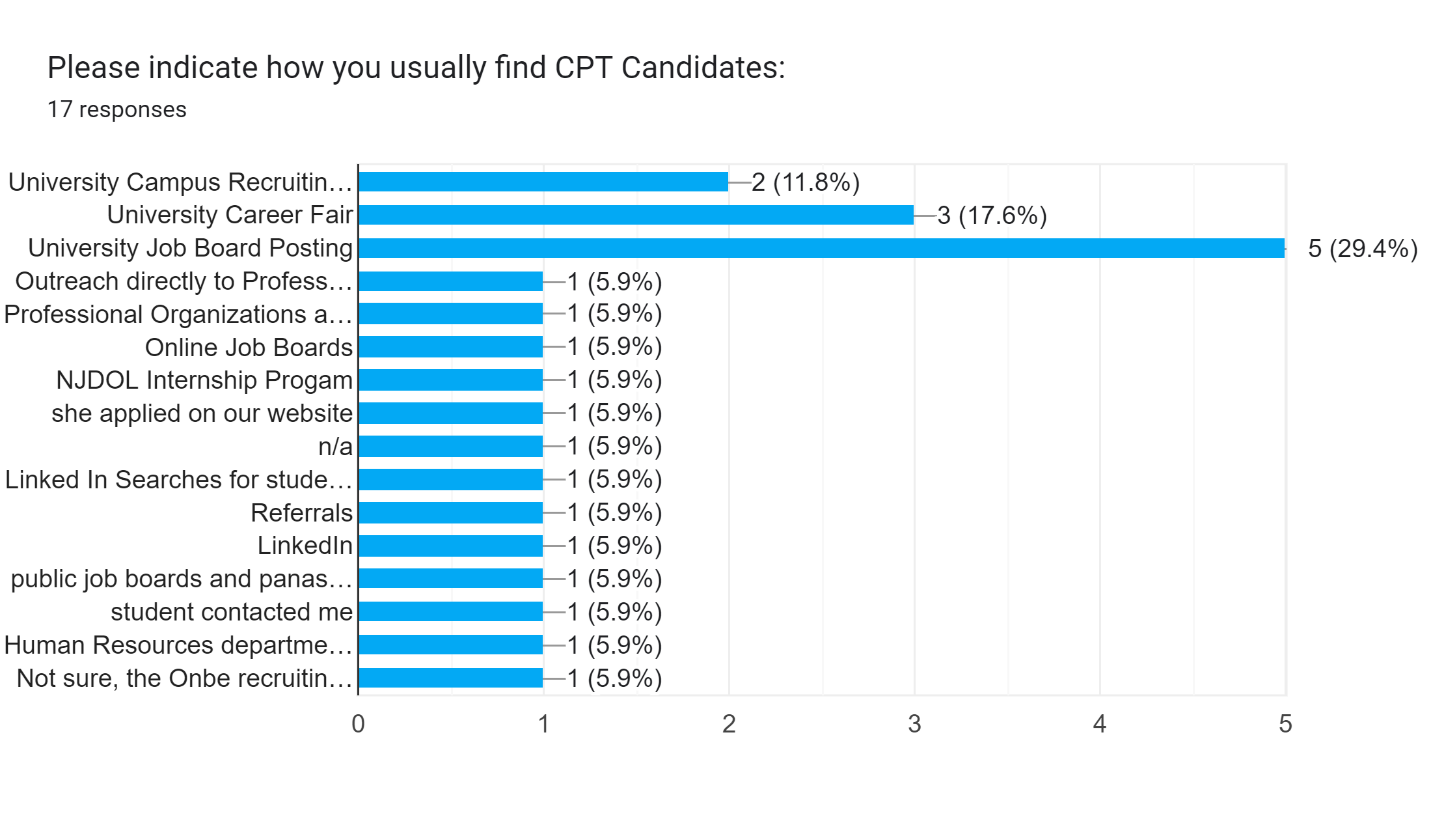 Please indicate how you usually find CPT Candidates:
17 responses
University Campus Recruitin… 2 (11.8%)
University Career Fair 3 (17.6%)
University Job Board Posting 5 (29.4%)
Outreach directly to Profess… 1 (5.9%)
Professional Organizations a… 1 (5.9%)
Online Job Boards 1 (5.9%)
NJDOL Internship Progam 1 (5.9%)
she applied on our website 1 (5.9%)
n/a 1 (5.9%)
Linked In Searches for stude… 1 (5.9%)
Referrals 1 (5.9%)
LinkedIn 1 (5.9%)
public job boards and panas… 1 (5.9%)
student contacted me 1 (5.9%)
Human Resources departme… 1 (5.9%)
Not sure, the Onbe recruitin… 1 (5.9%)
0 1 2 3 4 5